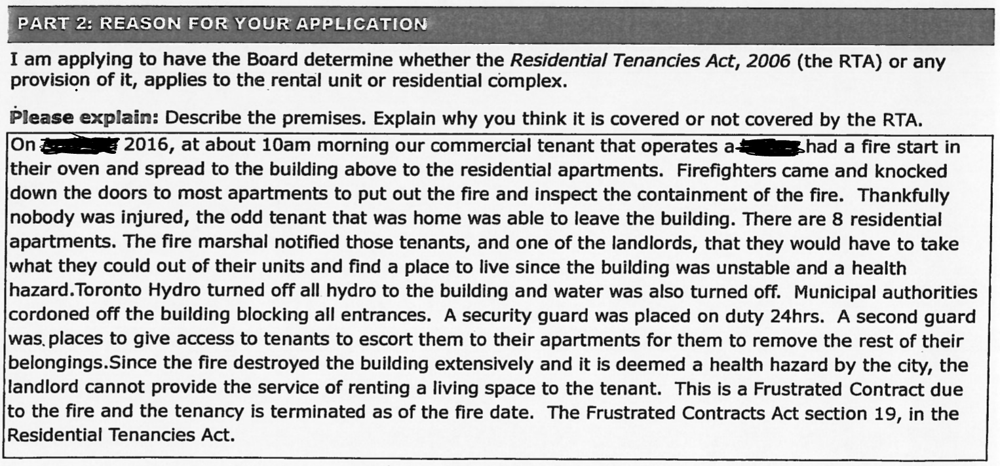 PART 2: REASON FOR YOUR APPLICATION
I am applying to have the Board determine whether the Residential Tenancies Act, 2006 (the RTA) or any
provision of it, applies to the rental unit or residential complex.
Please explain: Describe the premises. Explain why you think it is covered or not covered by the RTA.
On 2016, at about 10am morning our commercial tenant that operates a had a fire start in
their oven and spread to the building above to the residential apartments. Firefighters came and knocked
down the doors to most apartments to put out the fire and inspect the containment of the fire. Thankfully
nobody was injured, the odd tenant that was home was able to leave the building. There are 8 residential
apartments. The fire marshal notified those tenants, and one of the landlords, that they would have to take
what they could out of their units and find a place to live since the building was unstable and a health
hazard.Toronto Hydro turned off all hydro to the building and water was also turned off. Municipal authorities
cordoned off the building blocking all entrances. A security guard was placed on duty 24hrs. A second guard
was places to give access to tenants to escort them to their apartments for them to remove the rest of their
belongings.Since the fire destroyed the building extensively and it is deemed a health hazard by the city, the
landlord cannot provide the service of renting a living space to the tenant. This is a Frustrated Contract due
to the fire and the tenancy is terminated as of the fire date. The Frustrated Contracts Act section 19, in the
Residential Tenancies Act.